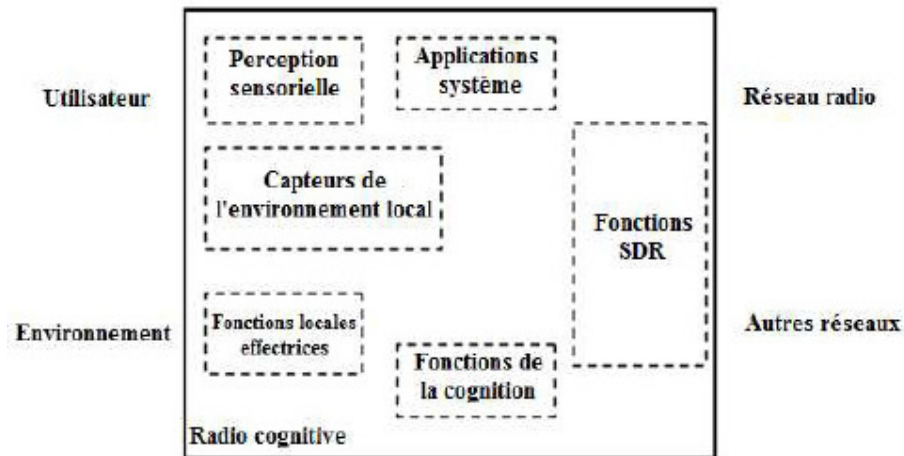 Utilisateur
Environnement
Perception
sensorielle
Applications
système
Capteurs de
l'environnement local
Fonctions
SDR
Fonctions locales
effectrices
Fonctions de
la cognition
Radio cognitive
Réseau radio
Autres réseaux